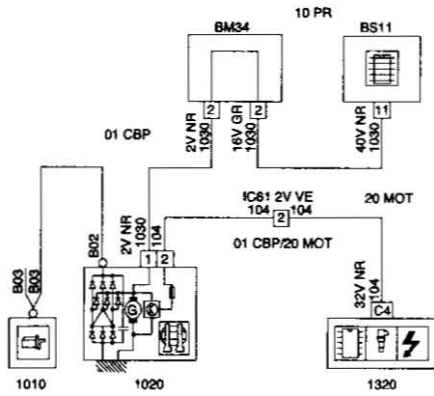 10 PR
BM34
BS11
2
2
11
2V NR
1030
16V GR
1030
40V NR
1030
01 CBP
IC61 2V VE
20 MOT
104
2
104
01 CBP/20 MOT
2V NR
1030
104
B02
1
2
B03
B03
32V NR
104
C4
G
1010
1020
1320